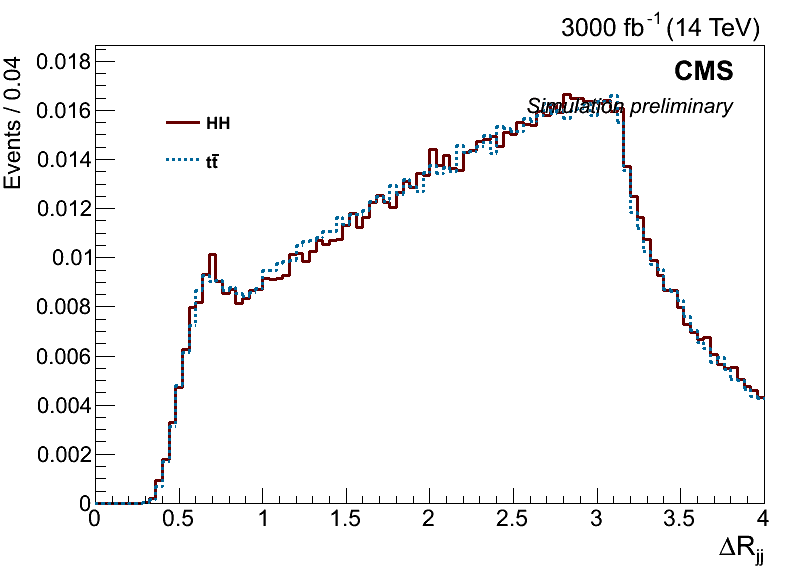 3000 fb⁻¹ (14 TeV)
CMS
Simulation preliminary
HH
tt̅
Events / 0.04
0.018
0.016
0.014
0.012
0.01
0.008
0.006
0.004
0.002
0
0 0.5 1 1.5 2 2.5 3 3.5 4
ΔRjj